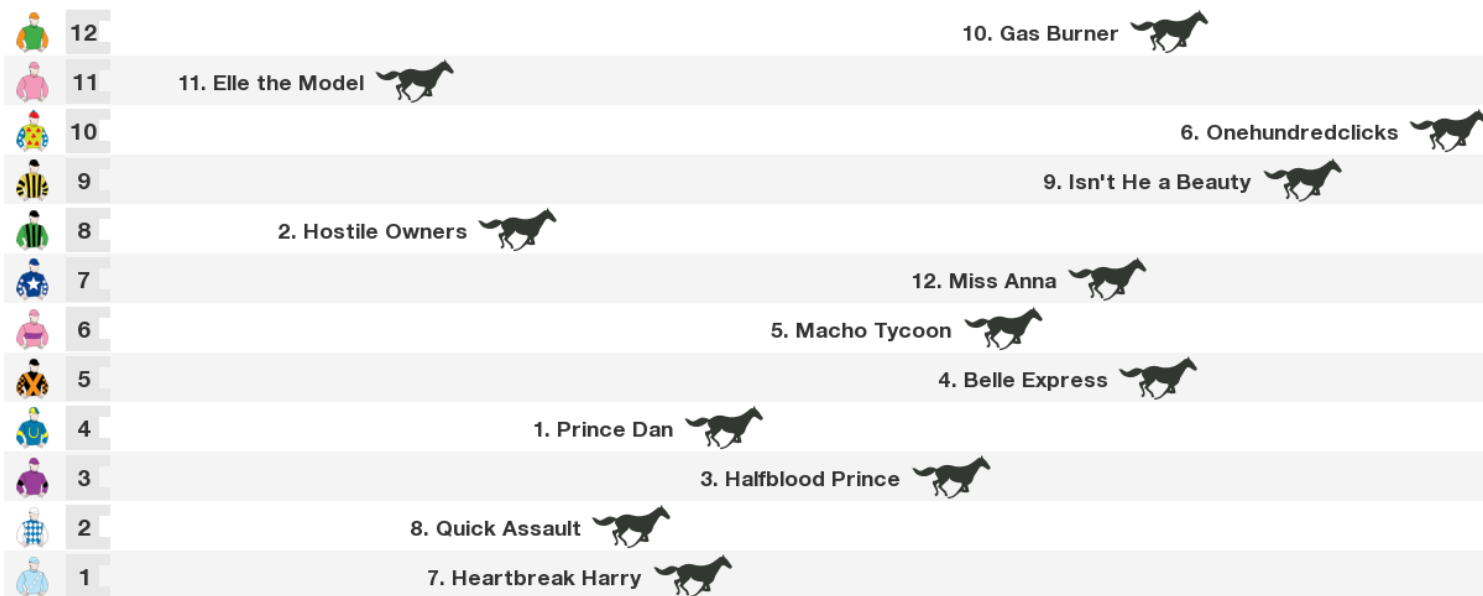 12 10. Gas Burner
11 11. Elle the Model
10 6. Onehundredclicks
9 9. Isn't He a Beauty
8 2. Hostile Owners
7 12. Miss Anna
6 5. Macho Tycoon
5 4. Belle Express
4 1. Prince Dan
3 3. Halfblood Prince
2 8. Quick Assault
1 7. Heartbreak Harry